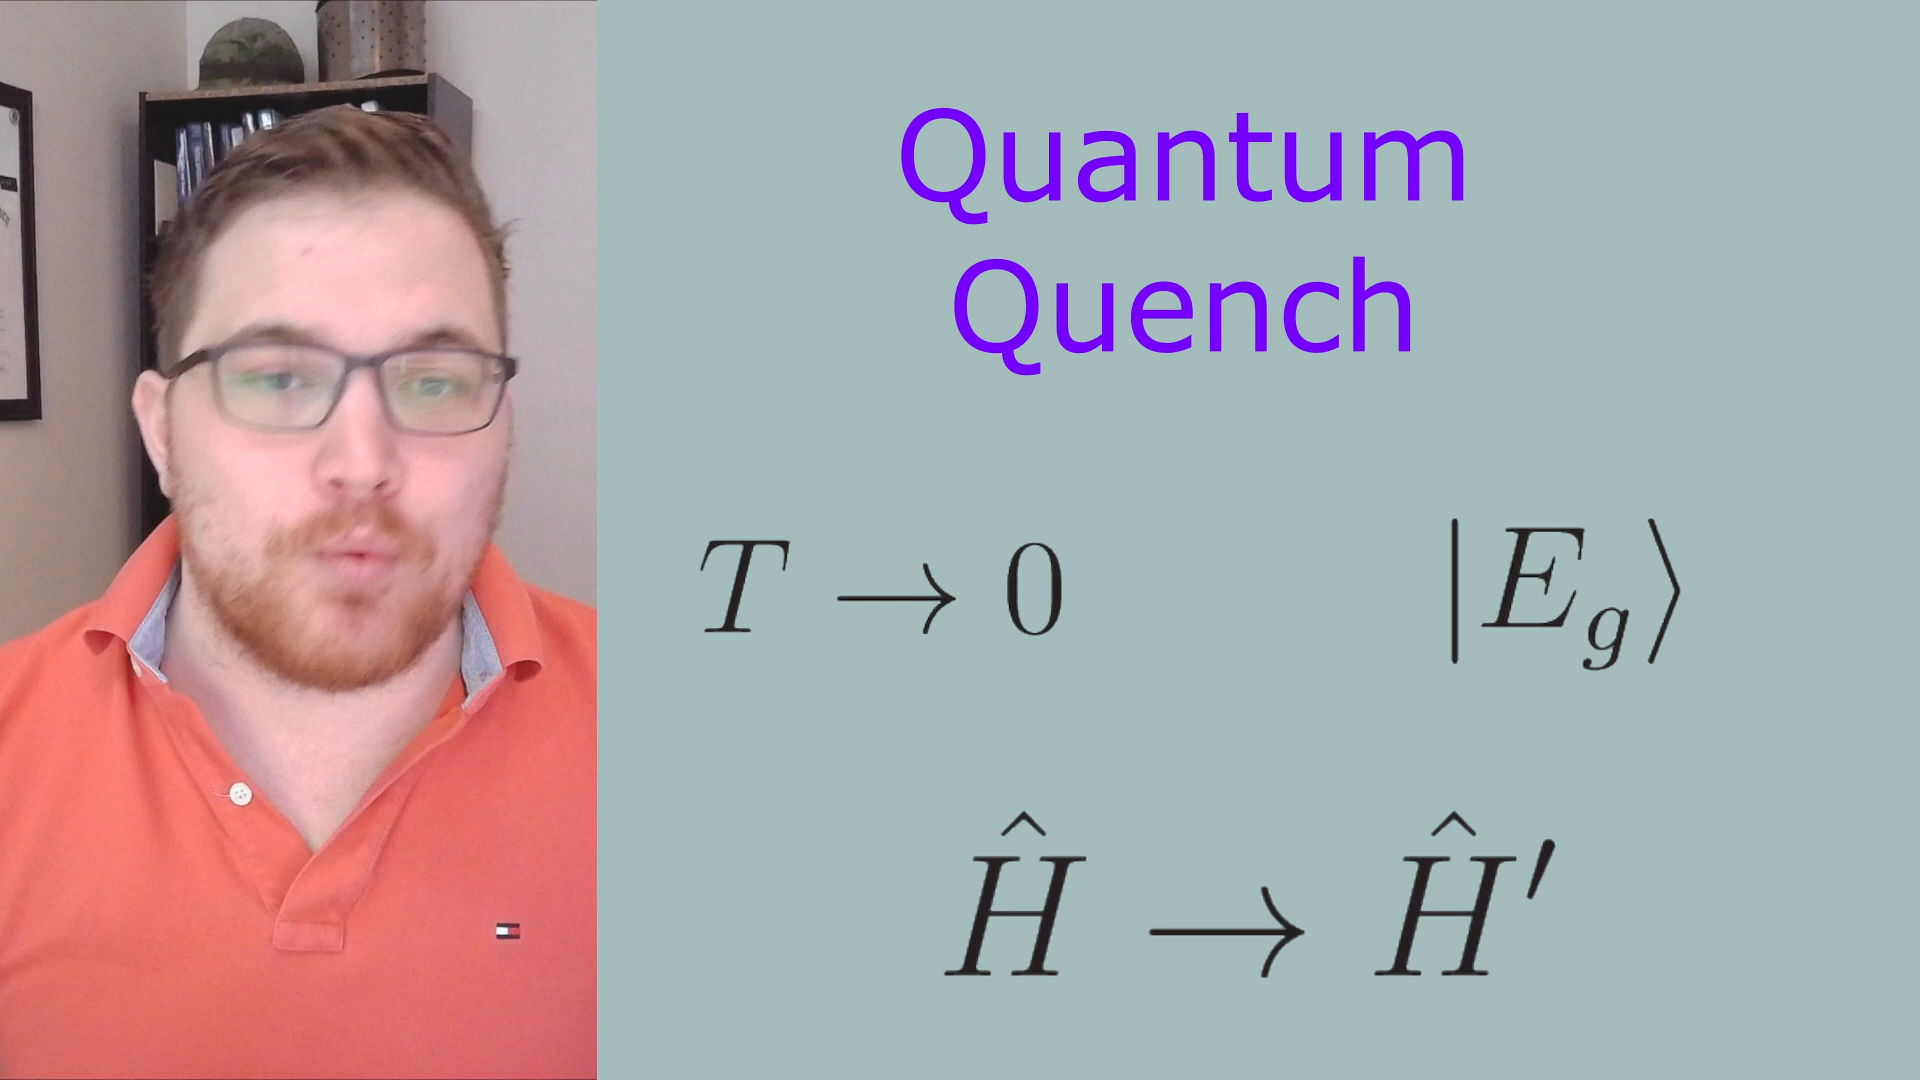 Quantum
Quench
T → 0 |E_g⟩
Ĥ → Ĥ′